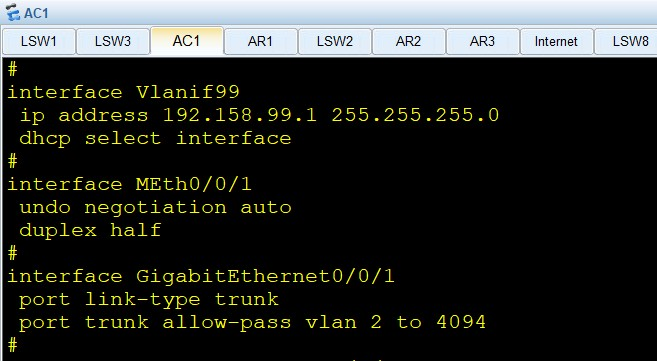 AC1
LSW1 LSW3 AC1 AR1 LSW2 AR2 AR3 Internet LSW8
#
interface Vlanif99
ip address 192.158.99.1 255.255.255.0
dhcp select interface
#
interface MEth0/0/1
undo negotiation auto
duplex half
#
interface GigabitEthernet0/0/1
port link-type trunk
port trunk allow-pass vlan 2 to 4094
#